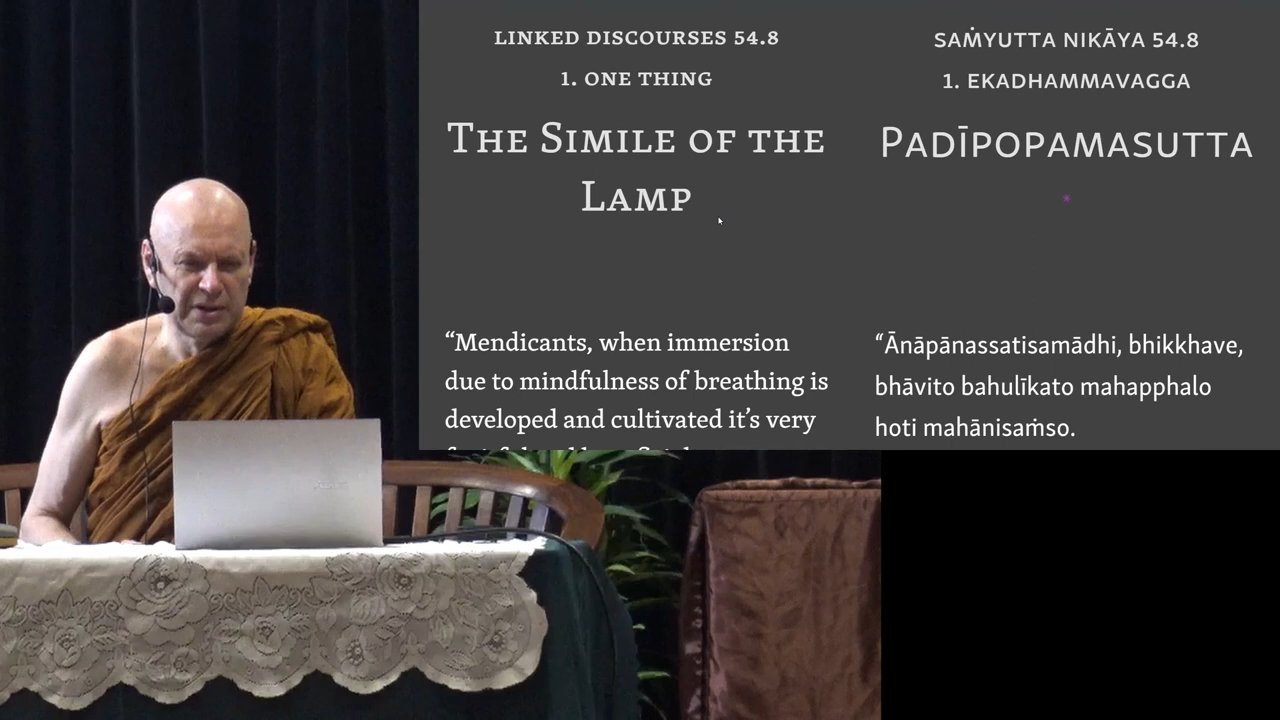 LINKED DISCOURSES 54.8
1. ONE THING
THE SIMILE OF THE
LAMP
“Mendicants, when immersion
due to mindfulness of breathing is
developed and cultivated it’s very
SAṀYUTTA NIKĀYA 54.8
1. EKADHAMMAVAGGA
PADĪPOPAMASUTTA
*
“Ānāpānassatisamādhi, bhikkhave,
bhāvito bahulīkato mahapphalo
hoti mahānisaṁso.